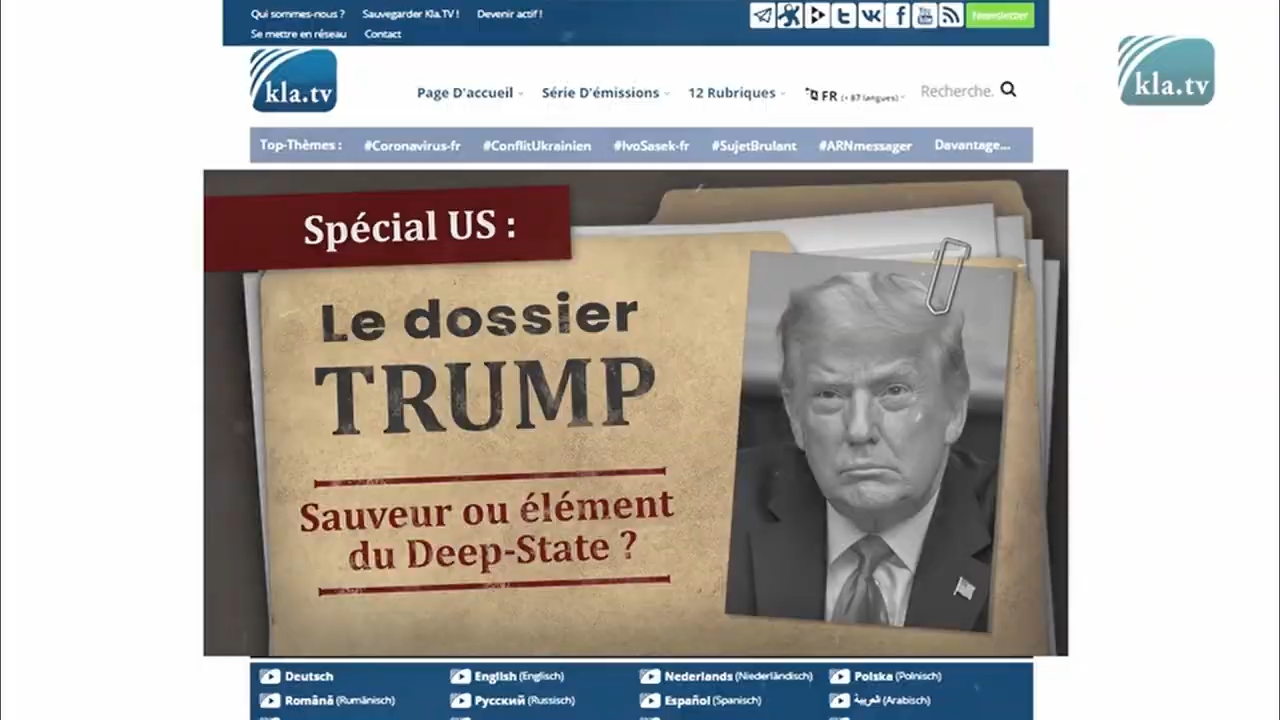 Qui sommes-nous ? Sauvegarder Kla.TV ! Devenir actif !
Se mettre en réseau Contact
Newsletter
kla.tv
Page D'accueil Série D'émissions 12 Rubriques FR (+ 87 langues) Recherche.
kla.tv
Top-Thèmes : #Coronavirus-fr #ConflitUkrainien #IvoSasek-fr #SujetBrulant #ARNmessager Davantage...
Spécial US :
Le dossier
TRUMP
Sauveur ou élément
du Deep-State ?
Deutsch English (Englisch) Nederlands (Niederländisch) Polska (Polnisch)
Română (Rumänisch) Русский (Russisch) Español (Spanisch) العربية (Arabisch)